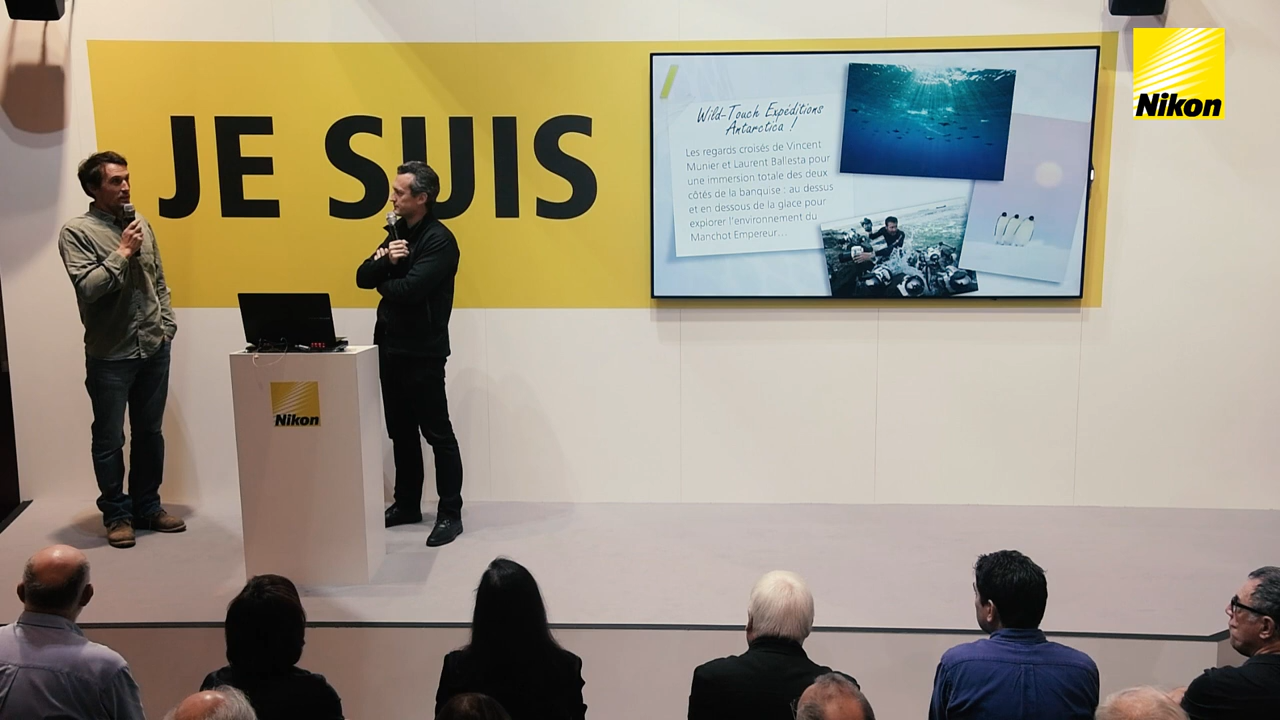 JE SUIS
Wild-Touch Expéditions
Antarctica !
Les regards croisés de Vincent
Munier et Laurent Ballesta pour
une immersion totale des deux
côtés de la banquise : au dessus
et en dessous de la glace pour
explorer l'environnement du
Manchot Empereur...
Nikon
Nikon